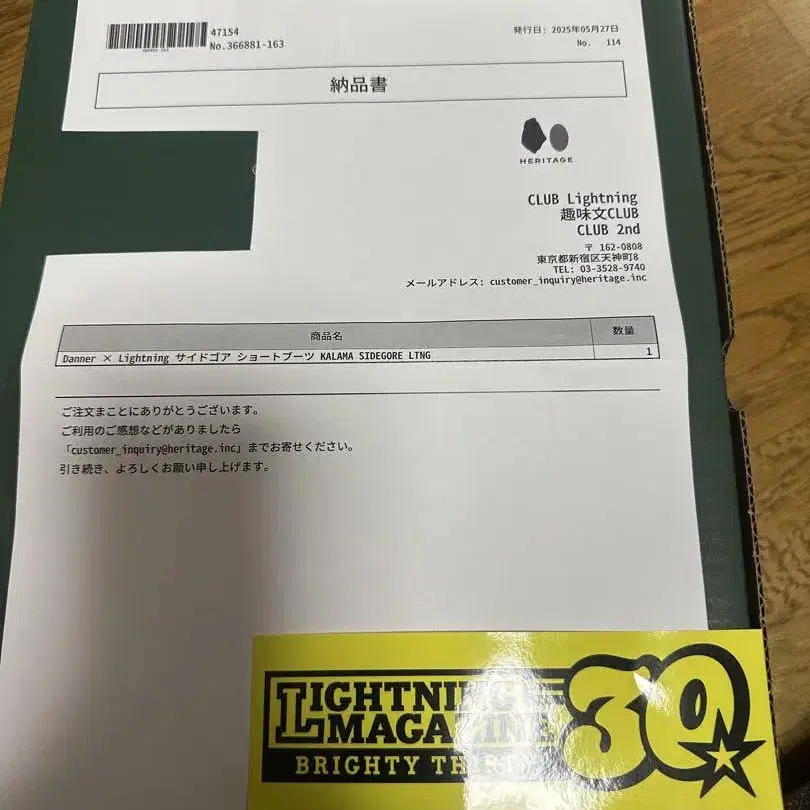 47154
No.366881-163
発行日: 2025年05月27日
No. 114
納品書
HERITAGE
CLUB Lightning
趣味文CLUB
CLUB 2nd
〒 162-0808
東京都新宿区天神町8
TEL: 03-3528-9740
メールアドレス: customer_inquiry@heritage.inc
商品名 数量
Danner × Lightning サイドゴア ショートブーツ KALAMA SIDEGORE LTNG 1
ご注文まことにありがとうございます。
ご利用のご感想などがありましたら
「customer_inquiry@heritage.inc」までお寄せください。
引き続き、よろしくお願い申し上げます。
LIGHTNING
MAGAZINE 30
BRIGHTY